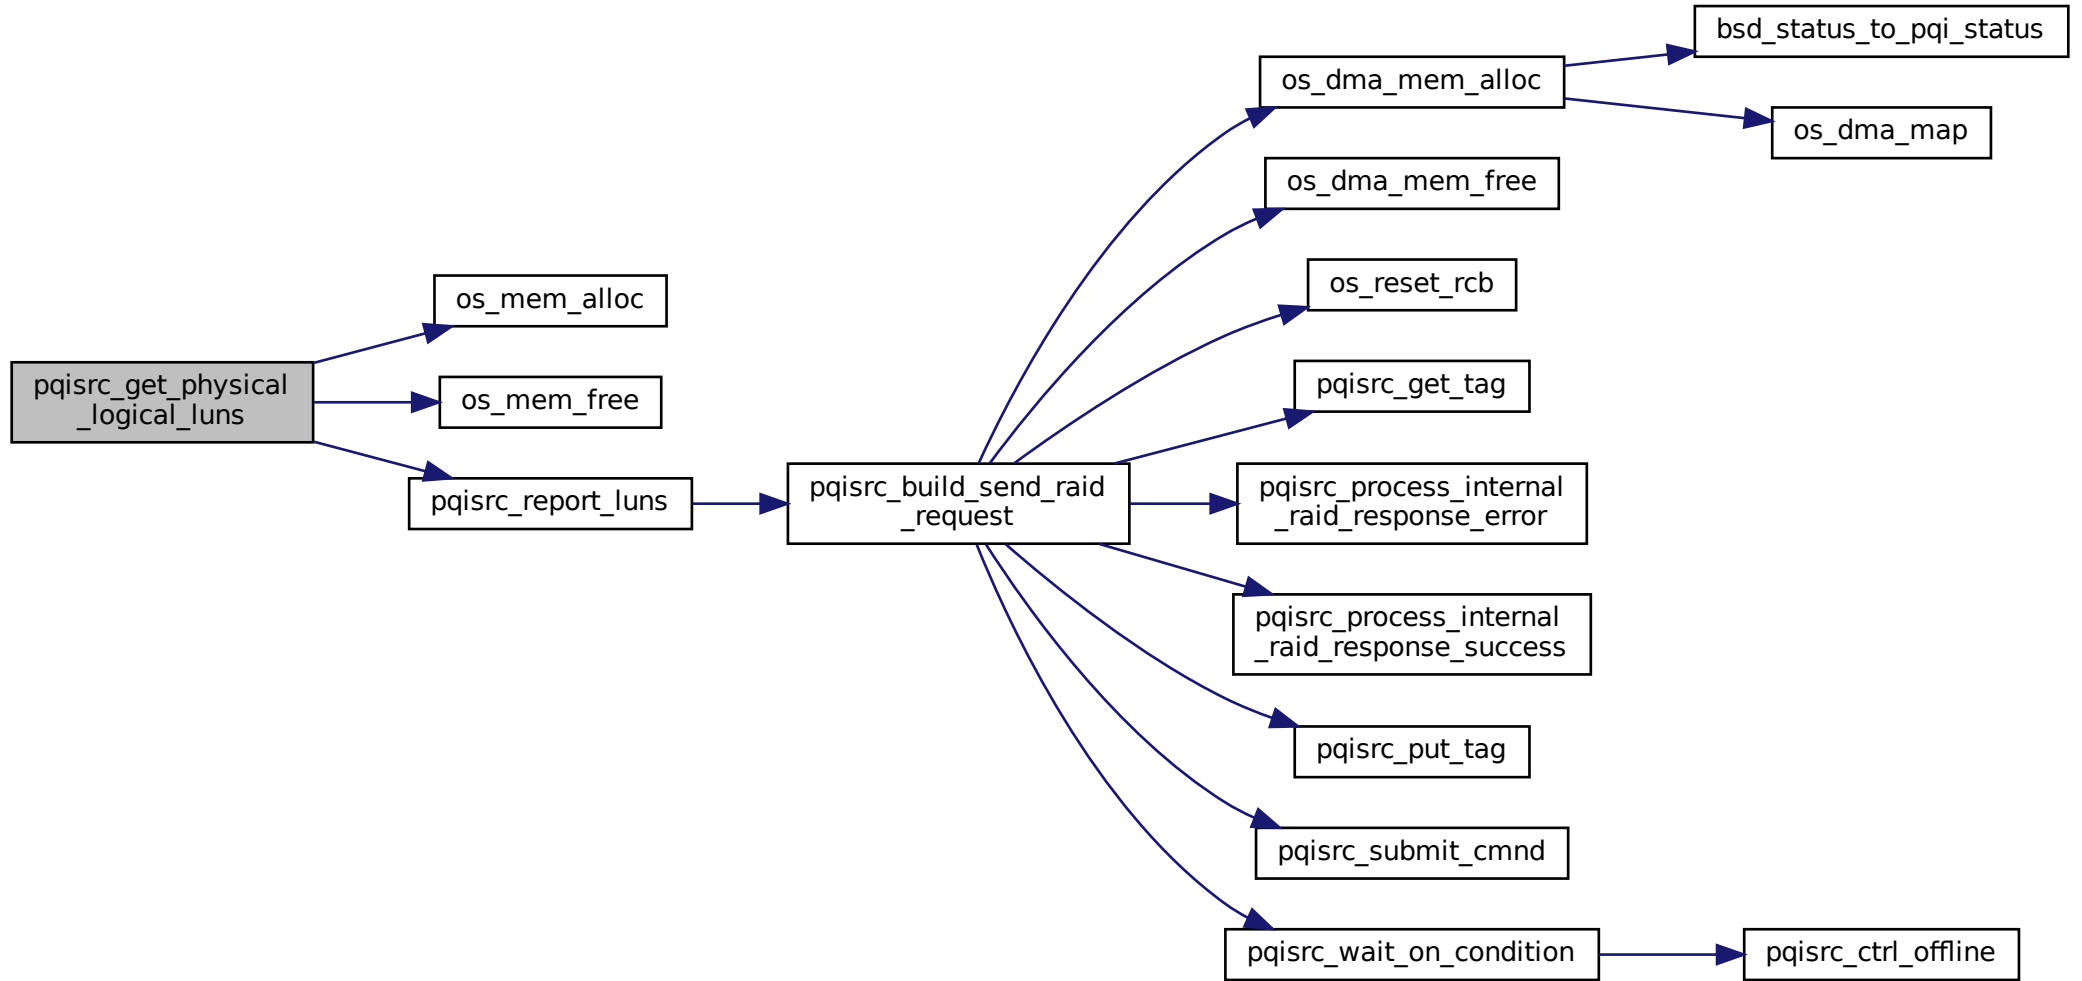 pqisrc_get_physical
_logical_luns
os_mem_alloc
os_mem_free
pqisrc_report_luns
pqisrc_build_send_raid
_request
os_dma_mem_alloc
bsd_status_to_pqi_status
os_dma_map
os_dma_mem_free
os_reset_rcb
pqisrc_get_tag
pqisrc_process_internal
_raid_response_error
pqisrc_process_internal
_raid_response_success
pqisrc_put_tag
pqisrc_submit_cmnd
pqisrc_wait_on_condition
pqisrc_ctrl_offline